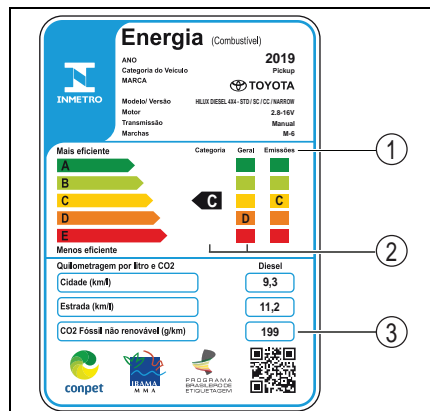 Energia (Combustível)
ANO 2019
Categoria do Veículo Pickup
MARCA TOYOTA
INMETRO
Modelo/ Versão HILUX DIESEL 4X4 - STD / SC / CC / NARROW
Motor 2.8-16V
Transmissão Manual
Marchas M-6
Mais eficiente Categoria Geral Emissões 1
A
B
C C C
D D
E
Menos eficiente 2
Quilometragem por litro e CO2 Diesel
Cidade (km/l) 9,3
Estrada (km/l) 11,2
CO2 Fóssil não renovável (g/km) 199 3
conpet
IBAMA
M M A
PROGRAMA
BRASILEIRO DE
ETIQUETAGEM